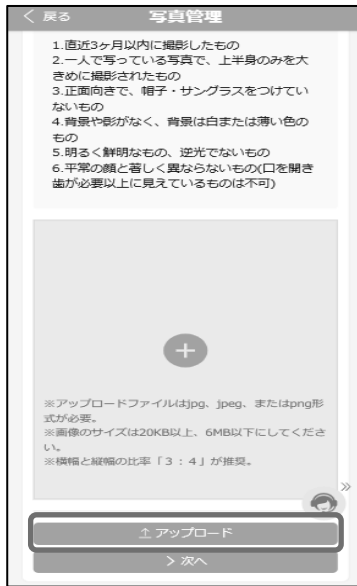 ＜ 戻る 写真管理
1.直近3ヶ月以内に撮影したもの
2.一人で写っている写真で、上半身のみを大
きめに撮影されたもの
3.正面向きで、帽子・サングラスをつけてい
ないもの
4.背景や影がなく、背景は白または薄い色の
もの
5.明るく鮮明なもの、逆光でないもの
6.平常の顔と著しく異ならないもの(口を開き
歯が必要以上に見えているものは不可)
※アップロードファイルはjpg、jpeg、またはpng形
式が必要。
※画像のサイズは20KB以上、6MB以下にしてくださ
い。
※横幅と縦幅の比率「3：4」が推奨。
»
アップロード
> 次へ